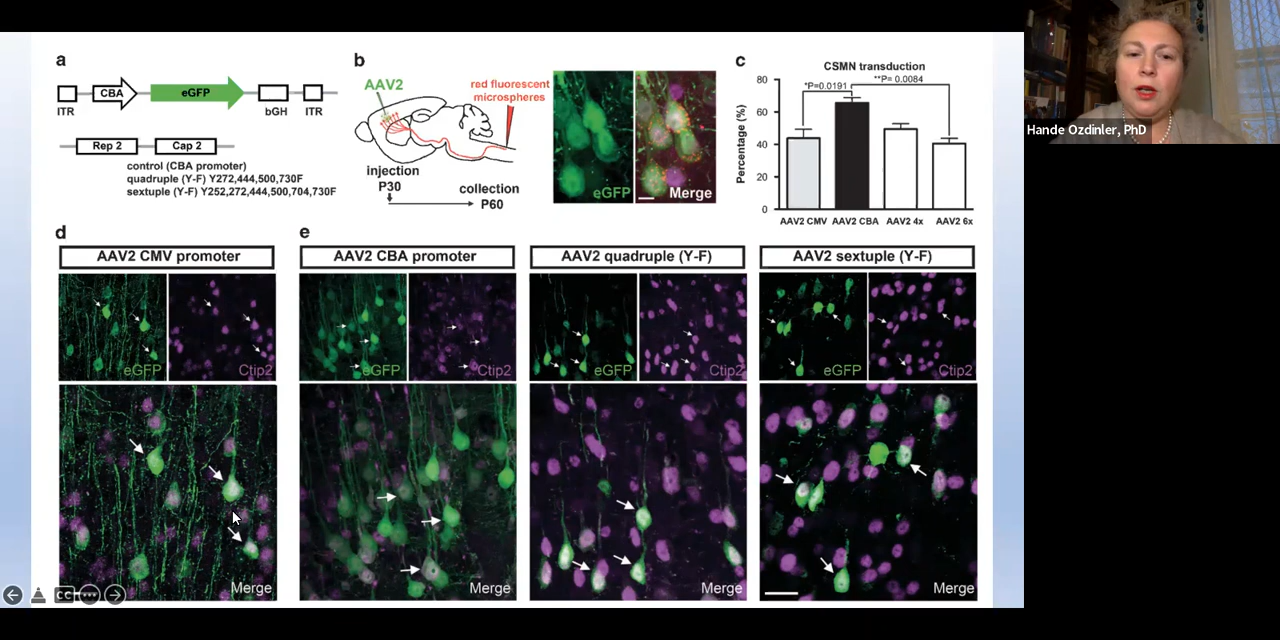 a
CBA
eGFP
ITR
bGH
ITR
Rep 2
Cap 2
control (CBA promoter)
quadruple (Y-F) Y272,444,500,730F
sextuple (Y-F) Y252,272,444,500,704,730F
b
AAV2
red fluorescent
microspheres
injection
P30
collection
P60
eGFP
Merge
c
CSMN transduction
**P= 0.0084
*P=0.0191
Percentage (%)
80
60
40
20
0
AAV2 CMV
AAV2 CBA
AAV2 4x
AAV2 6x
Hande Ozdinler, PhD
d
AAV2 CMV promoter
eGFP
Ctip2
Merge
e
AAV2 CBA promoter
eGFP
Ctip2
Merge
AAV2 quadruple (Y-F)
eGFP
Ctip2
Merge
AAV2 sextuple (Y-F)
eGFP
Ctip2
Merge
CC